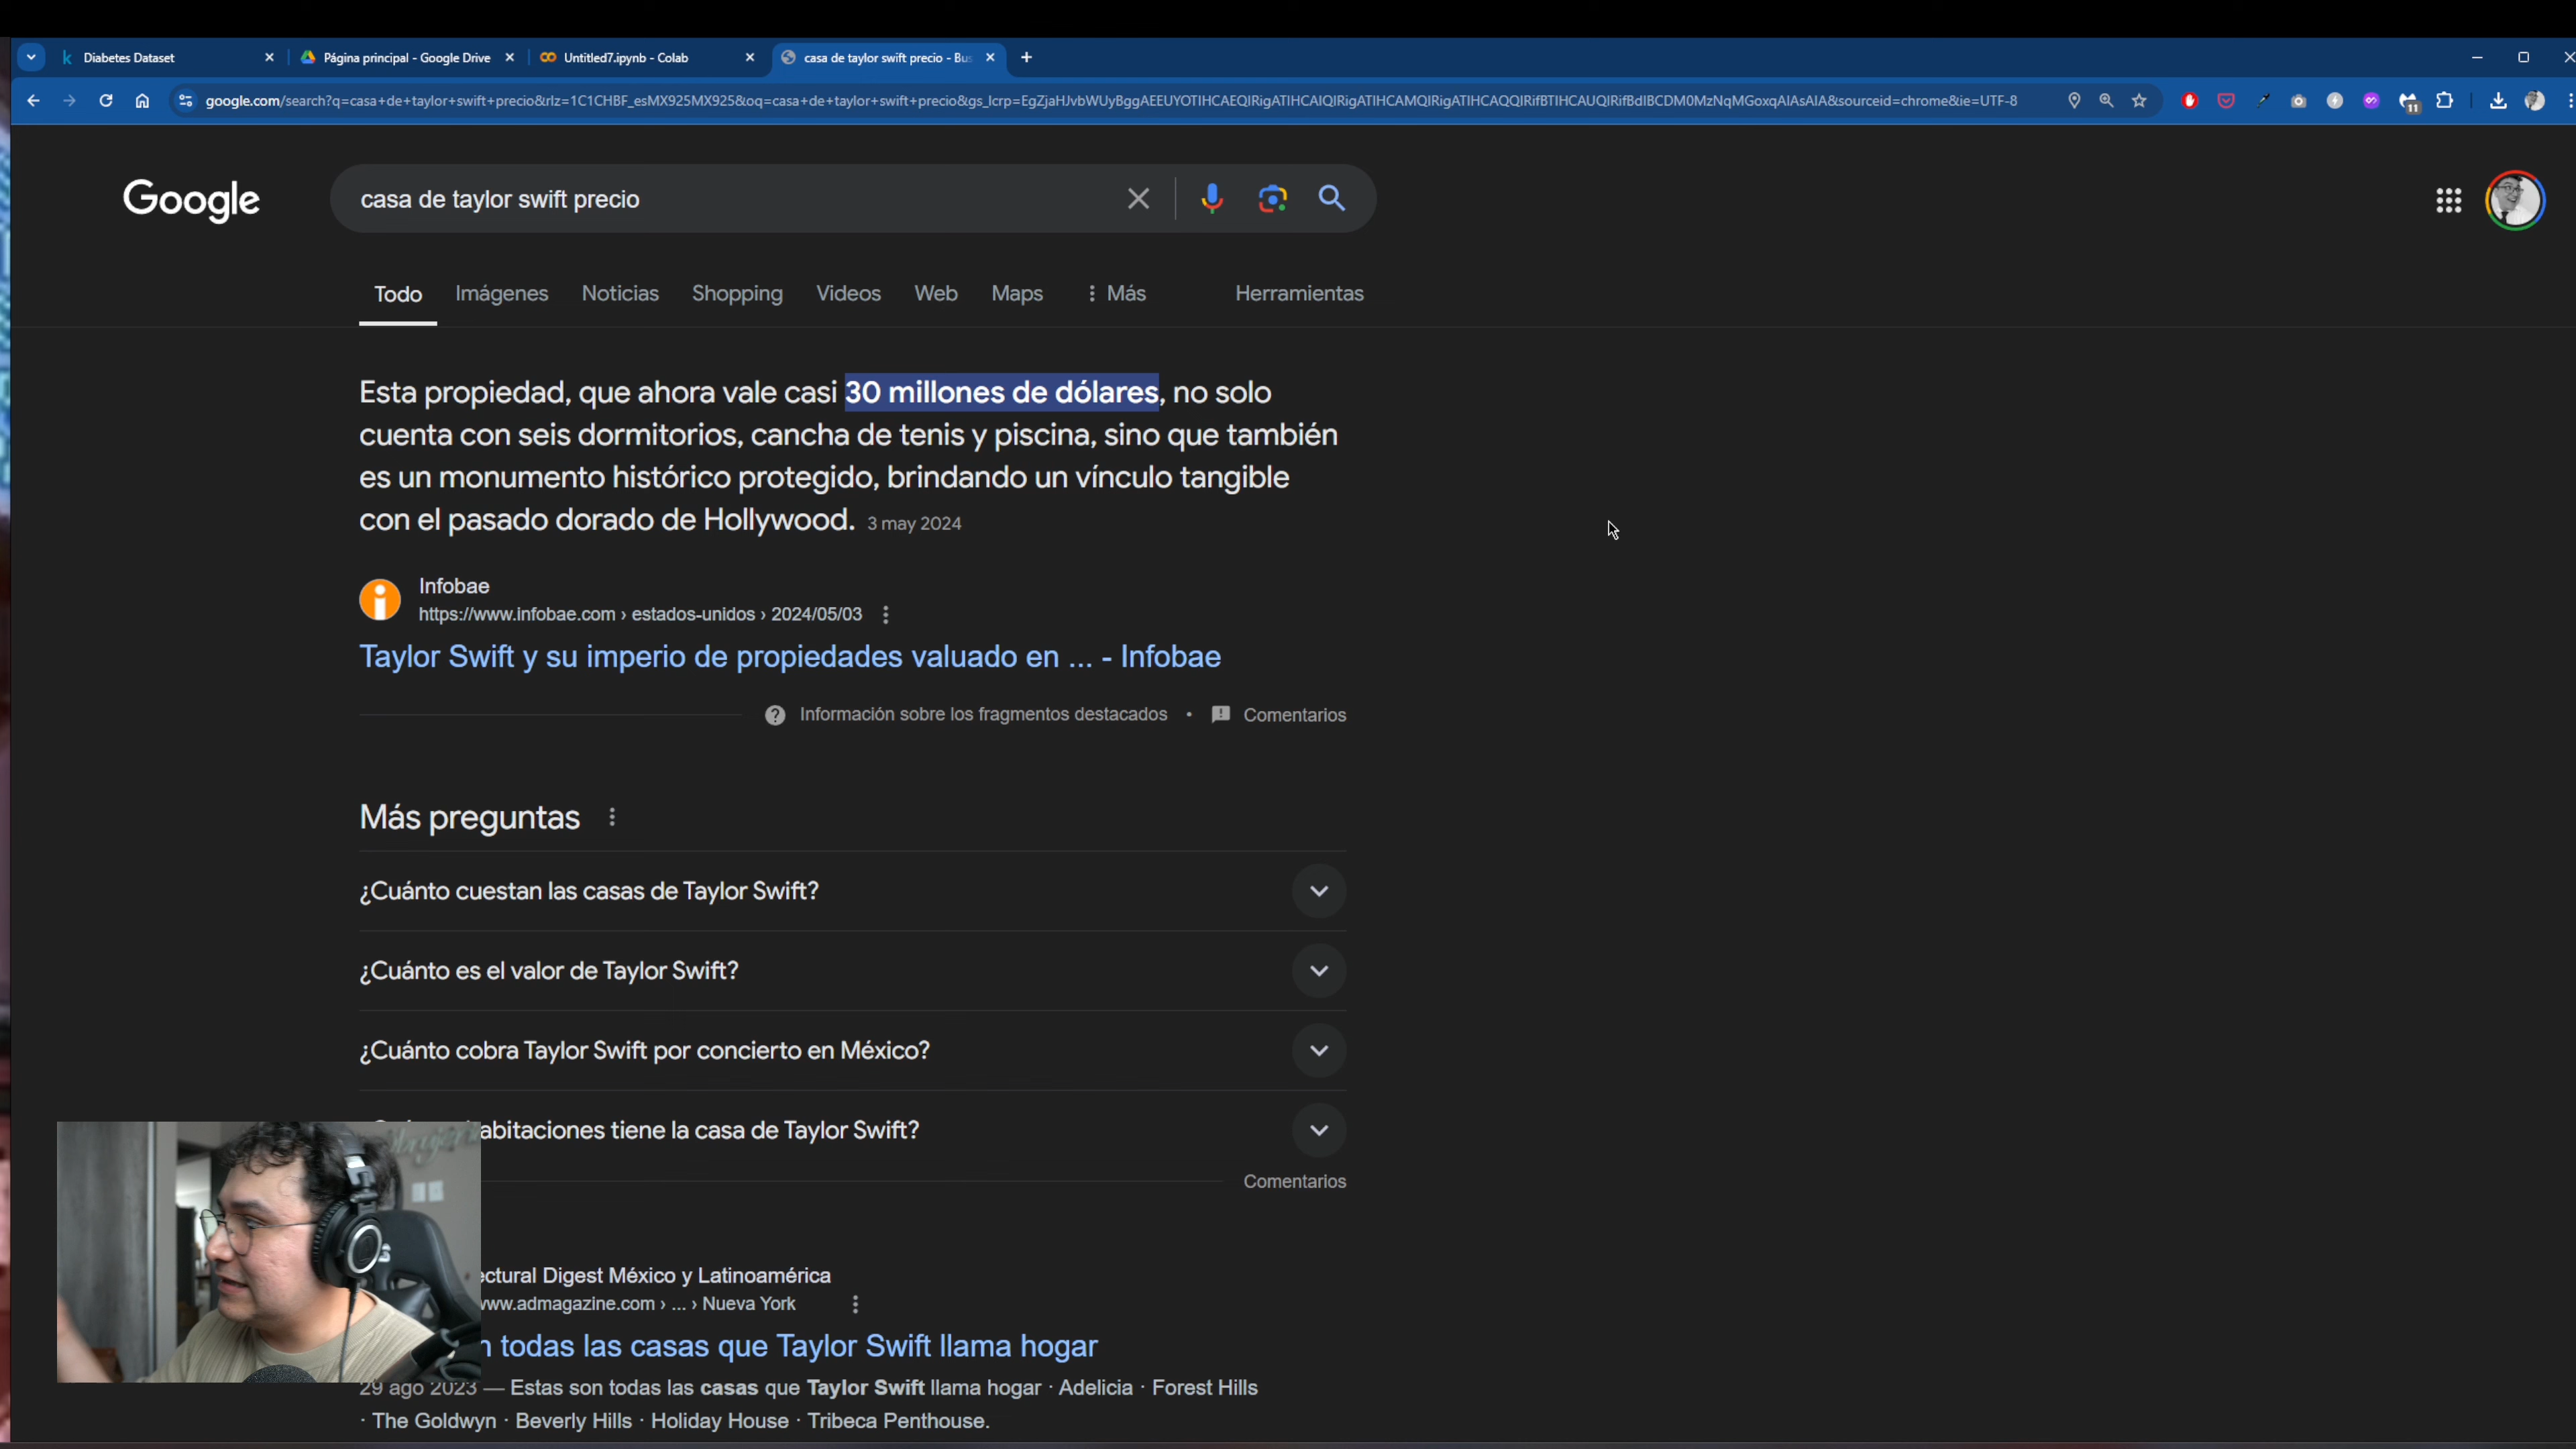 Diabetes Dataset
Página principal - Google Drive
Untitled7.ipynb - Colab
casa de taylor swift precio - Bus
google.com/search?q=casa+de+taylor+swift+precio&rlz=1C1CHBF_esMX925MX925&oq=casa+de+taylor+swift+precio&gs_lcrp=EgZjaHJvbWUyBggAEEUYOTIHCAEQIRigATIHCAIQIRigATIHCAMQIRigATIHCAQQIRifBTIHCAUQIRifBdIBCDM0MzNqMGoxqAIAsAIA&sourceid=chrome&ie=UTF-8
11
Google
casa de taylor swift precio
Todo Imágenes Noticias Shopping Videos Web Maps Más Herramientas
Esta propiedad, que ahora vale casi 30 millones de dólares, no solo
cuenta con seis dormitorios, cancha de tenis y piscina, sino que también
es un monumento histórico protegido, brindando un vínculo tangible
con el pasado dorado de Hollywood. 3 may 2024
Infobae
https://www.infobae.com › estados-unidos › 2024/05/03
Taylor Swift y su imperio de propiedades valuado en ... - Infobae
Información sobre los fragmentos destacados • Comentarios
Más preguntas
¿Cuánto cuestan las casas de Taylor Swift?
¿Cuánto es el valor de Taylor Swift?
¿Cuánto cobra Taylor Swift por concierto en México?
abitaciones tiene la casa de Taylor Swift?
Comentarios
ectural Digest México y Latinoamérica
www.admagazine.com › ... › Nueva York
n todas las casas que Taylor Swift llama hogar
29 ago 2023 — Estas son todas las casas que Taylor Swift llama hogar · Adelicia · Forest Hills
· The Goldwyn · Beverly Hills · Holiday House · Tribeca Penthouse.